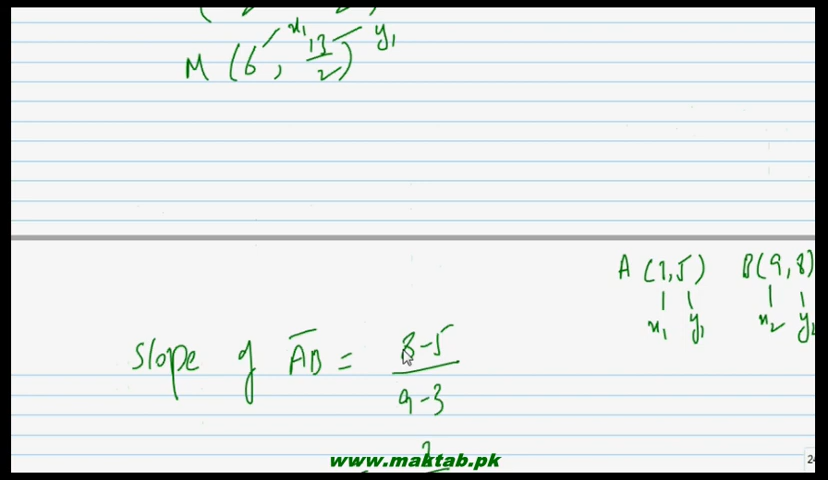 x₁ y₁
M (6, 13/2)
A (3,5) B(9,8)
x₁ y₁ x₂ y₂
Slope of AB = 8-5
9-3
www.maktab.pk